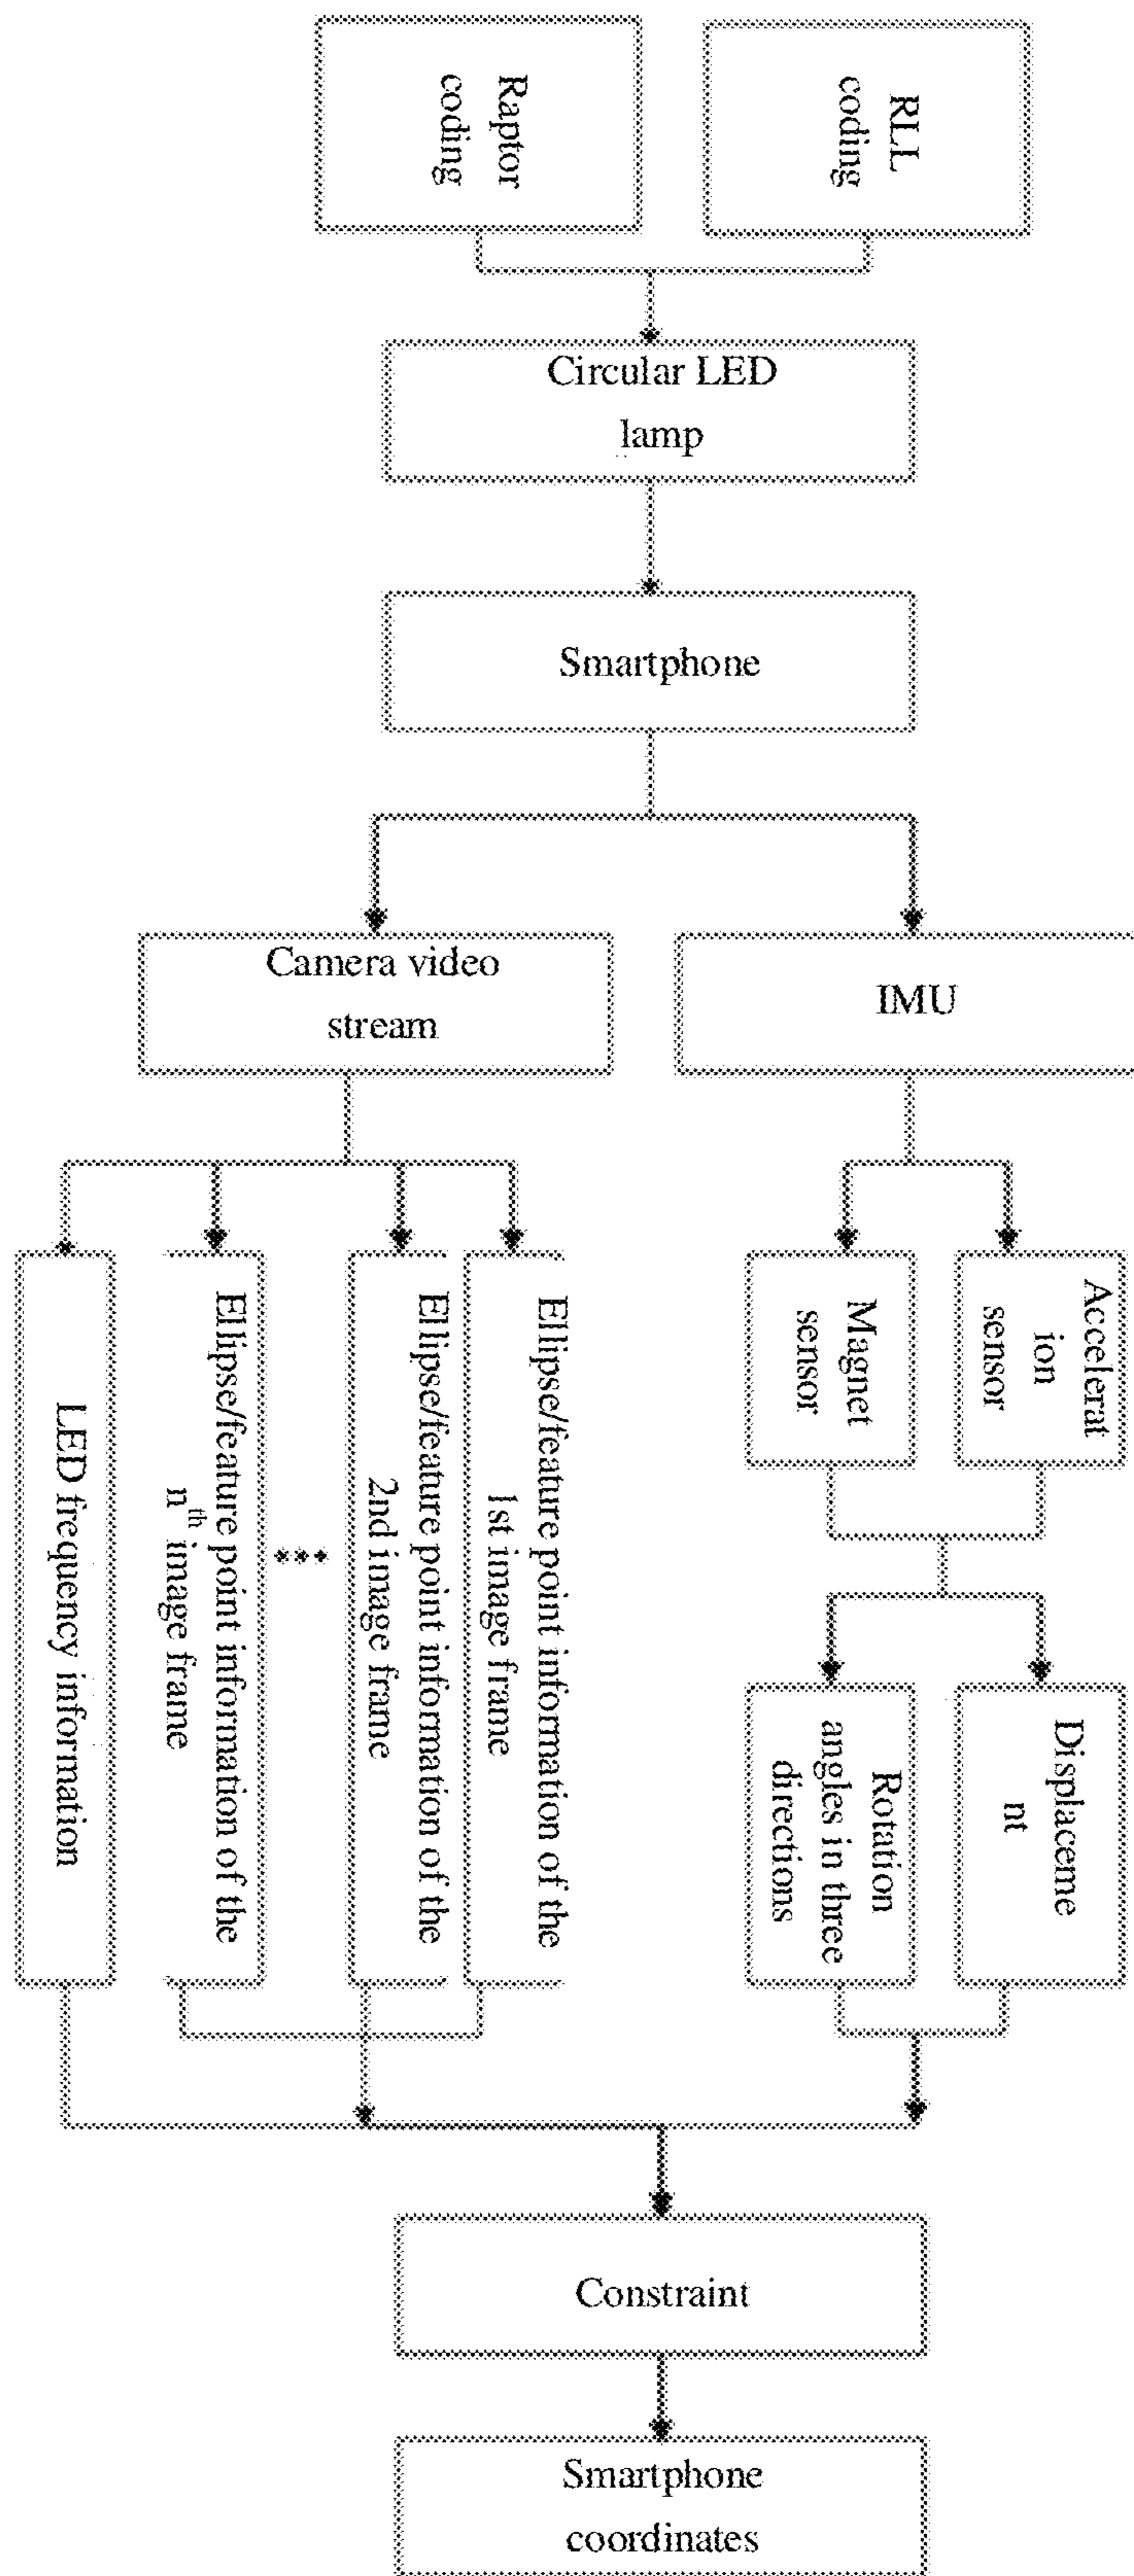 Raptor
coding
RLL
coding
Circular LED
lamp
Smartphone
Camera video
stream
IMU
LED frequency information
Ellipse/feature point information of the
nth image frame
...
Ellipse/feature point information of the
2nd image frame
Ellipse/feature point information of the
1st image frame
Magnet
sensor
Accelerat
ion
sensor
Rotation
angles in three
directions
Displaceme
nt
Constraint
Smartphone
coordinates